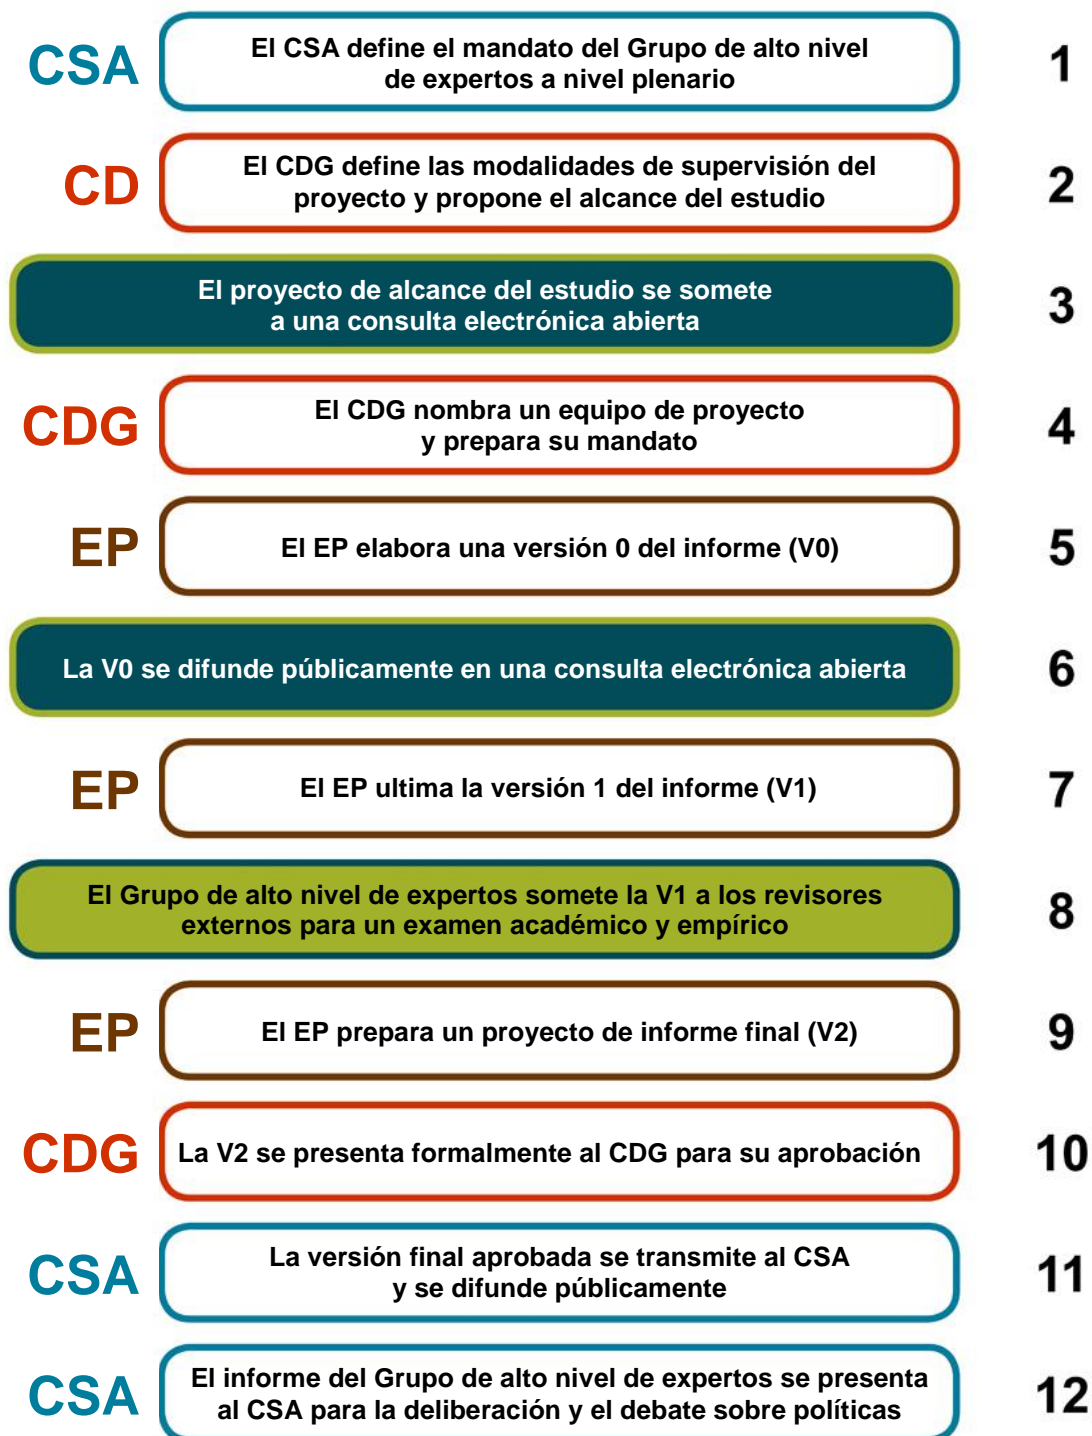 CSA
El CSA define el mandato del Grupo de alto nivel
de expertos a nivel plenario
1
CD
El CDG define las modalidades de supervisión del
proyecto y propone el alcance del estudio
2
El proyecto de alcance del estudio se somete
a una consulta electrónica abierta
3
CDG
El CDG nombra un equipo de proyecto
y prepara su mandato
4
EP
El EP elabora una versión 0 del informe (V0)
5
La V0 se difunde públicamente en una consulta electrónica abierta
6
EP
El EP ultima la versión 1 del informe (V1)
7
El Grupo de alto nivel de expertos somete la V1 a los revisores
externos para un examen académico y empírico
8
EP
El EP prepara un proyecto de informe final (V2)
9
CDG
La V2 se presenta formalmente al CDG para su aprobación
10
CSA
La versión final aprobada se transmite al CSA
y se difunde públicamente
11
CSA
El informe del Grupo de alto nivel de expertos se presenta
al CSA para la deliberación y el debate sobre políticas
12